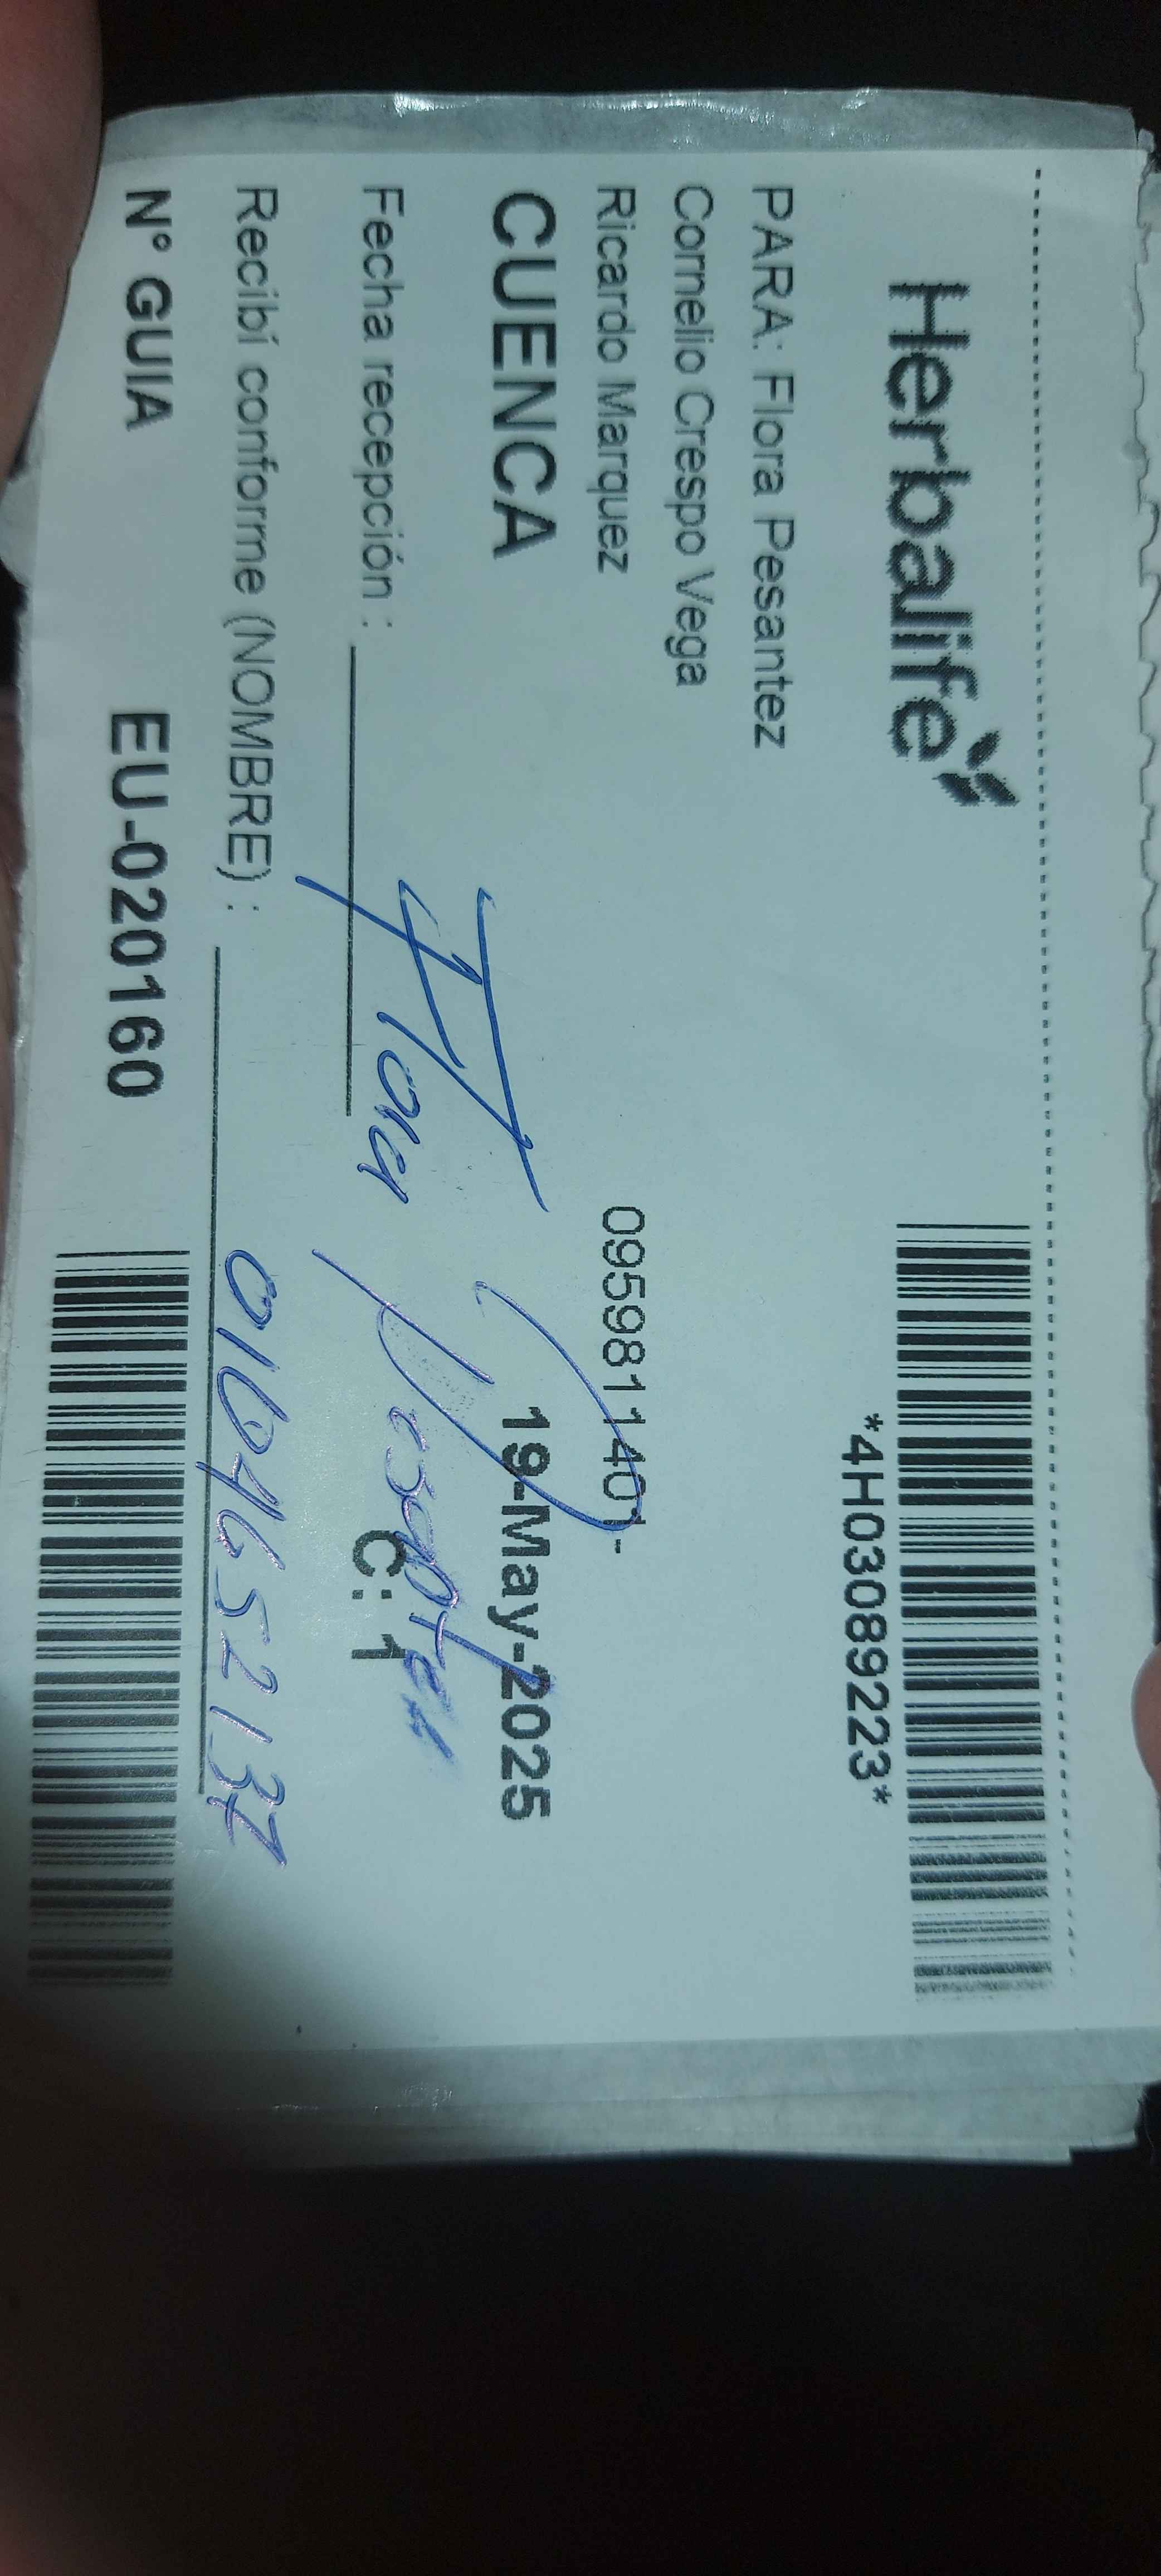 Herbalife
*4H03089223*
PARA: Flora Pesantez
Cornelio Crespo Vega
Ricardo Marquez
0959811401-
CUENCA
19-May-2025
Fecha recepción :
Flora Pesantez
C: 1
Recibí conforme (NOMBRE) :
0104652137
N° GUIA
EU-020160